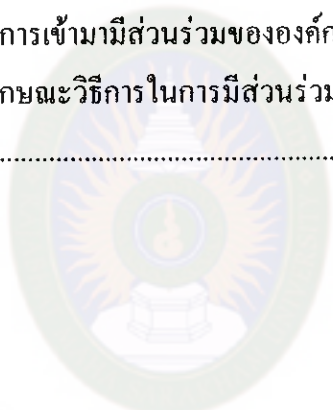 การเข้ามามีส่วนร่วมขององค์ก
กษณะวิธีการในการมีส่วนร่วม
................................................